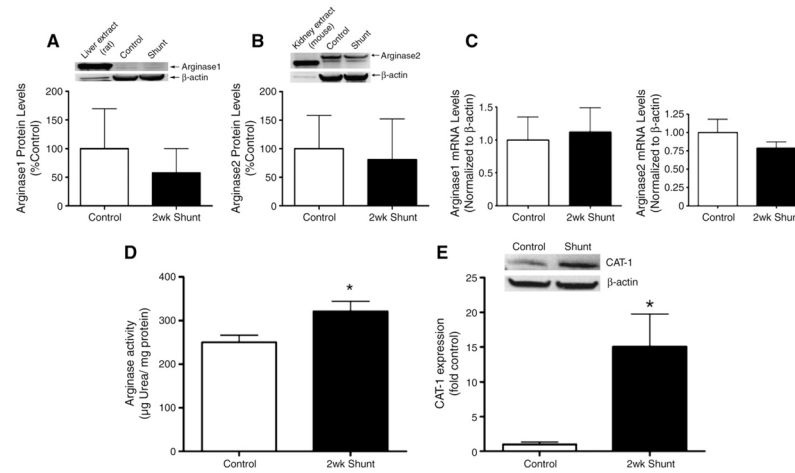 A
Liver extract
(rat)
Control
Shunt
Arginase1
β-actin
Arginase1 Protein Levels
(%Control)
200
150
100
50
0
Control
2wk Shunt
B
Kidney extract
(mouse)
Control
Shunt
Arginase2
β-actin
Arginase2 Protein Levels
(%Control)
200
150
100
50
0
Control
2wk Shunt
C
Arginase1 mRNA Levels
(Normalized to β-actin)
1.5
1.0
0.5
0.0
Control
2wk Shunt
Arginase2 mRNA Levels
(Normalized to β-actin)
1.25
1.00
0.75
0.50
0.25
0.00
Control
2wk Shunt
D
Arginase activity
(µg Urea/ mg protein)
400
300
200
100
0
*
Control
2wk Shunt
E
Control
Shunt
CAT-1
β-actin
CAT-1 expression
(fold control)
25
20
15
10
5
0
*
Control
2wk Shunt